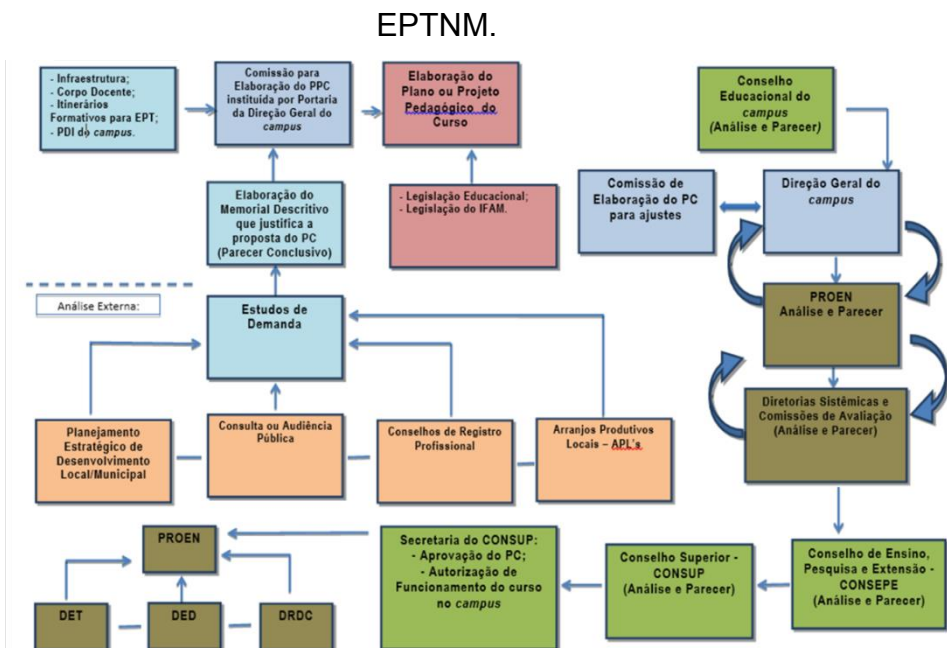 EPTNM.
- Infraestrutura;
- Corpo Docente;
- Itinerários
Formativos para EPT;
- PDI do campus.
Comissão para
Elaboração do PPC
instituída por Portaria
da Direção Geral do
campus
Elaboração do
Plano ou Projeto
Pedagógico do
Curso
Conselho
Educacional do
campus
(Análise e Parecer)
Elaboração do
Memorial Descritivo
que justifica a
proposta do PC
(Parecer Conclusivo)
- Legislação Educacional;
- Legislação do IFAM.
Comissão de
Elaboração do PC
para ajustes
Direção Geral do
campus
Análise Externa:
Estudos de
Demanda
PROEN
Análise e Parecer
Diretorias Sistêmicas e
Comissões de Avaliação
(Análise e Parecer)
Planejamento
Estratégico de
Desenvolvimento
Local/Municipal
Consulta ou Audiência
Pública
Conselhos de Registro
Profissional
Arranjos Produtivos
Locais – APL's
PROEN
DET
DED
DRDC
Secretaria do CONSUP:
- Aprovação do PC;
- Autorização de
Funcionamento do curso
no campus
Conselho Superior -
CONSUP
(Análise e Parecer)
Conselho de Ensino,
Pesquisa e Extensão -
CONSEPE
(Análise e Parecer)